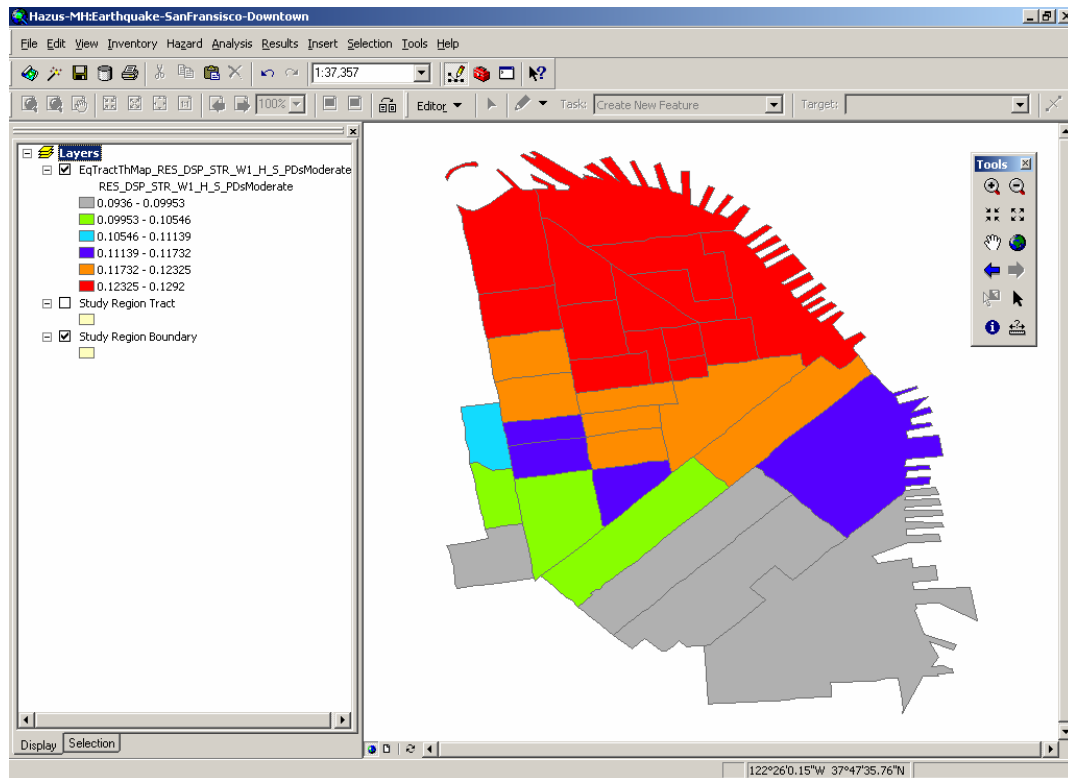 Hazus-MH:Earthquake-SanFransisco-Downtown
File Edit View Inventory Hazard Analysis Results Insert Selection Tools Help
1:37,357
100% Editor Task: Create New Feature Target:
Layers
EqTractThMap_RES_DSP_STR_W1_H_S_PDsModerate
RES_DSP_STR_W1_H_S_PDsModerate
0.0936 - 0.09953
0.09953 - 0.10546
0.10546 - 0.11139
0.11139 - 0.11732
0.11732 - 0.12325
0.12325 - 0.1292
Study Region Tract
Study Region Boundary
Tools
Display Selection
122°26'0.15"W 37°47'35.76"N